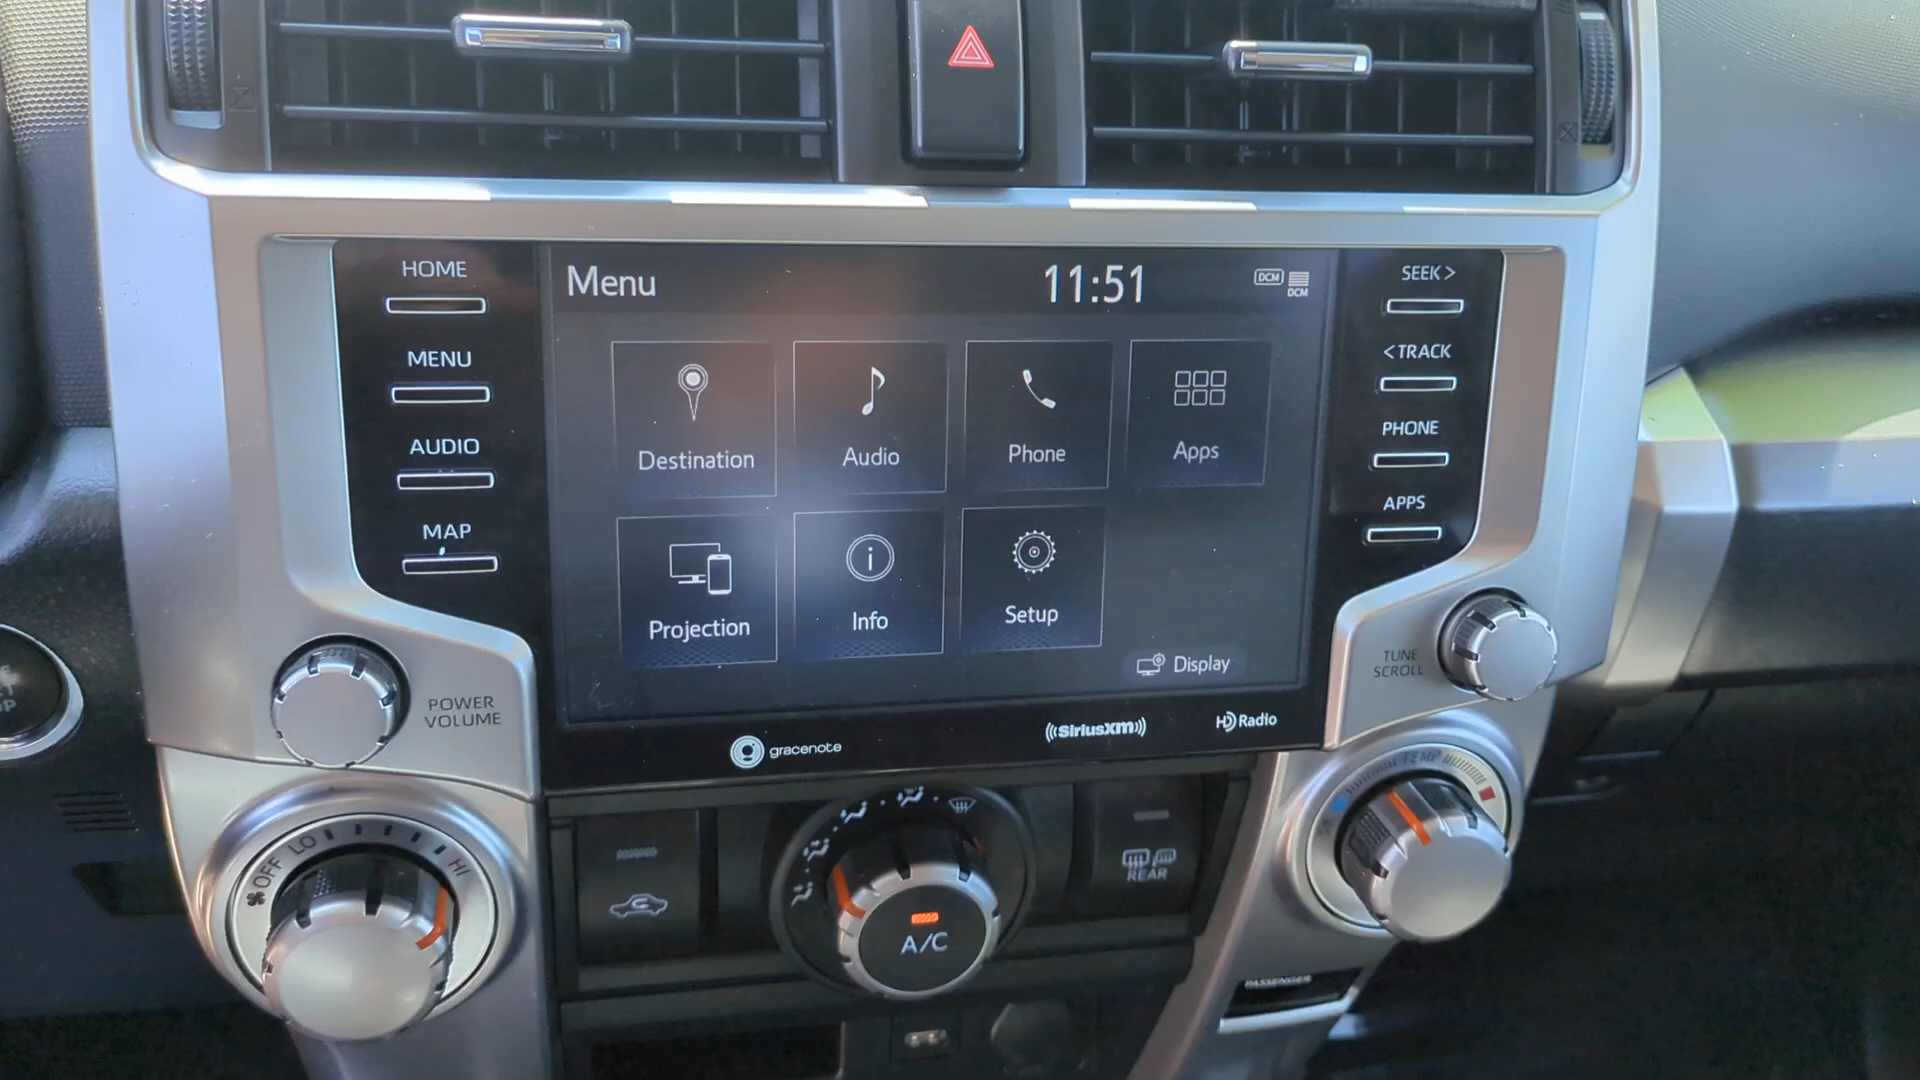 HOME
MENU
AUDIO
MAP
Menu
11:51
DCM
DCM
Destination
Audio
Phone
Apps
Projection
Info
Setup
Display
SEEK >
< TRACK
PHONE
APPS
POWER
VOLUME
TUNE
SCROLL
gracenote
SiriusXM
HD Radio
OFF LO HI
A/C
REAR
TEMP
PASSENGER